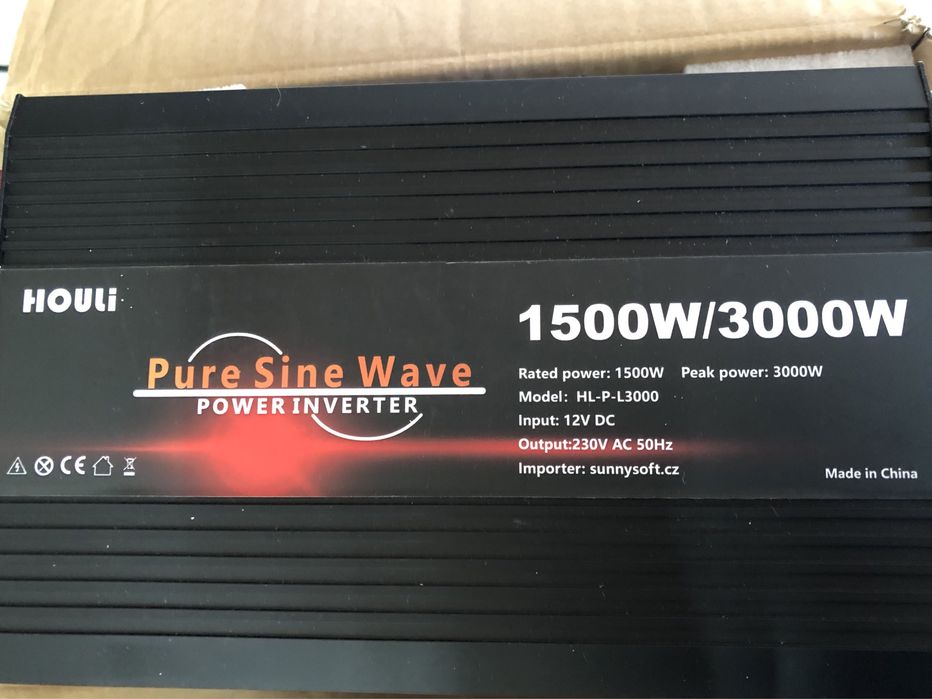 HOULi
1500W/3000W
Pure Sine Wave
POWER INVERTER
Rated power: 1500W Peak power: 3000W
Model: HL-P-L3000
Input: 12V DC
Output:230V AC 50Hz
Importer: sunnysoft.cz
CE
Made in China